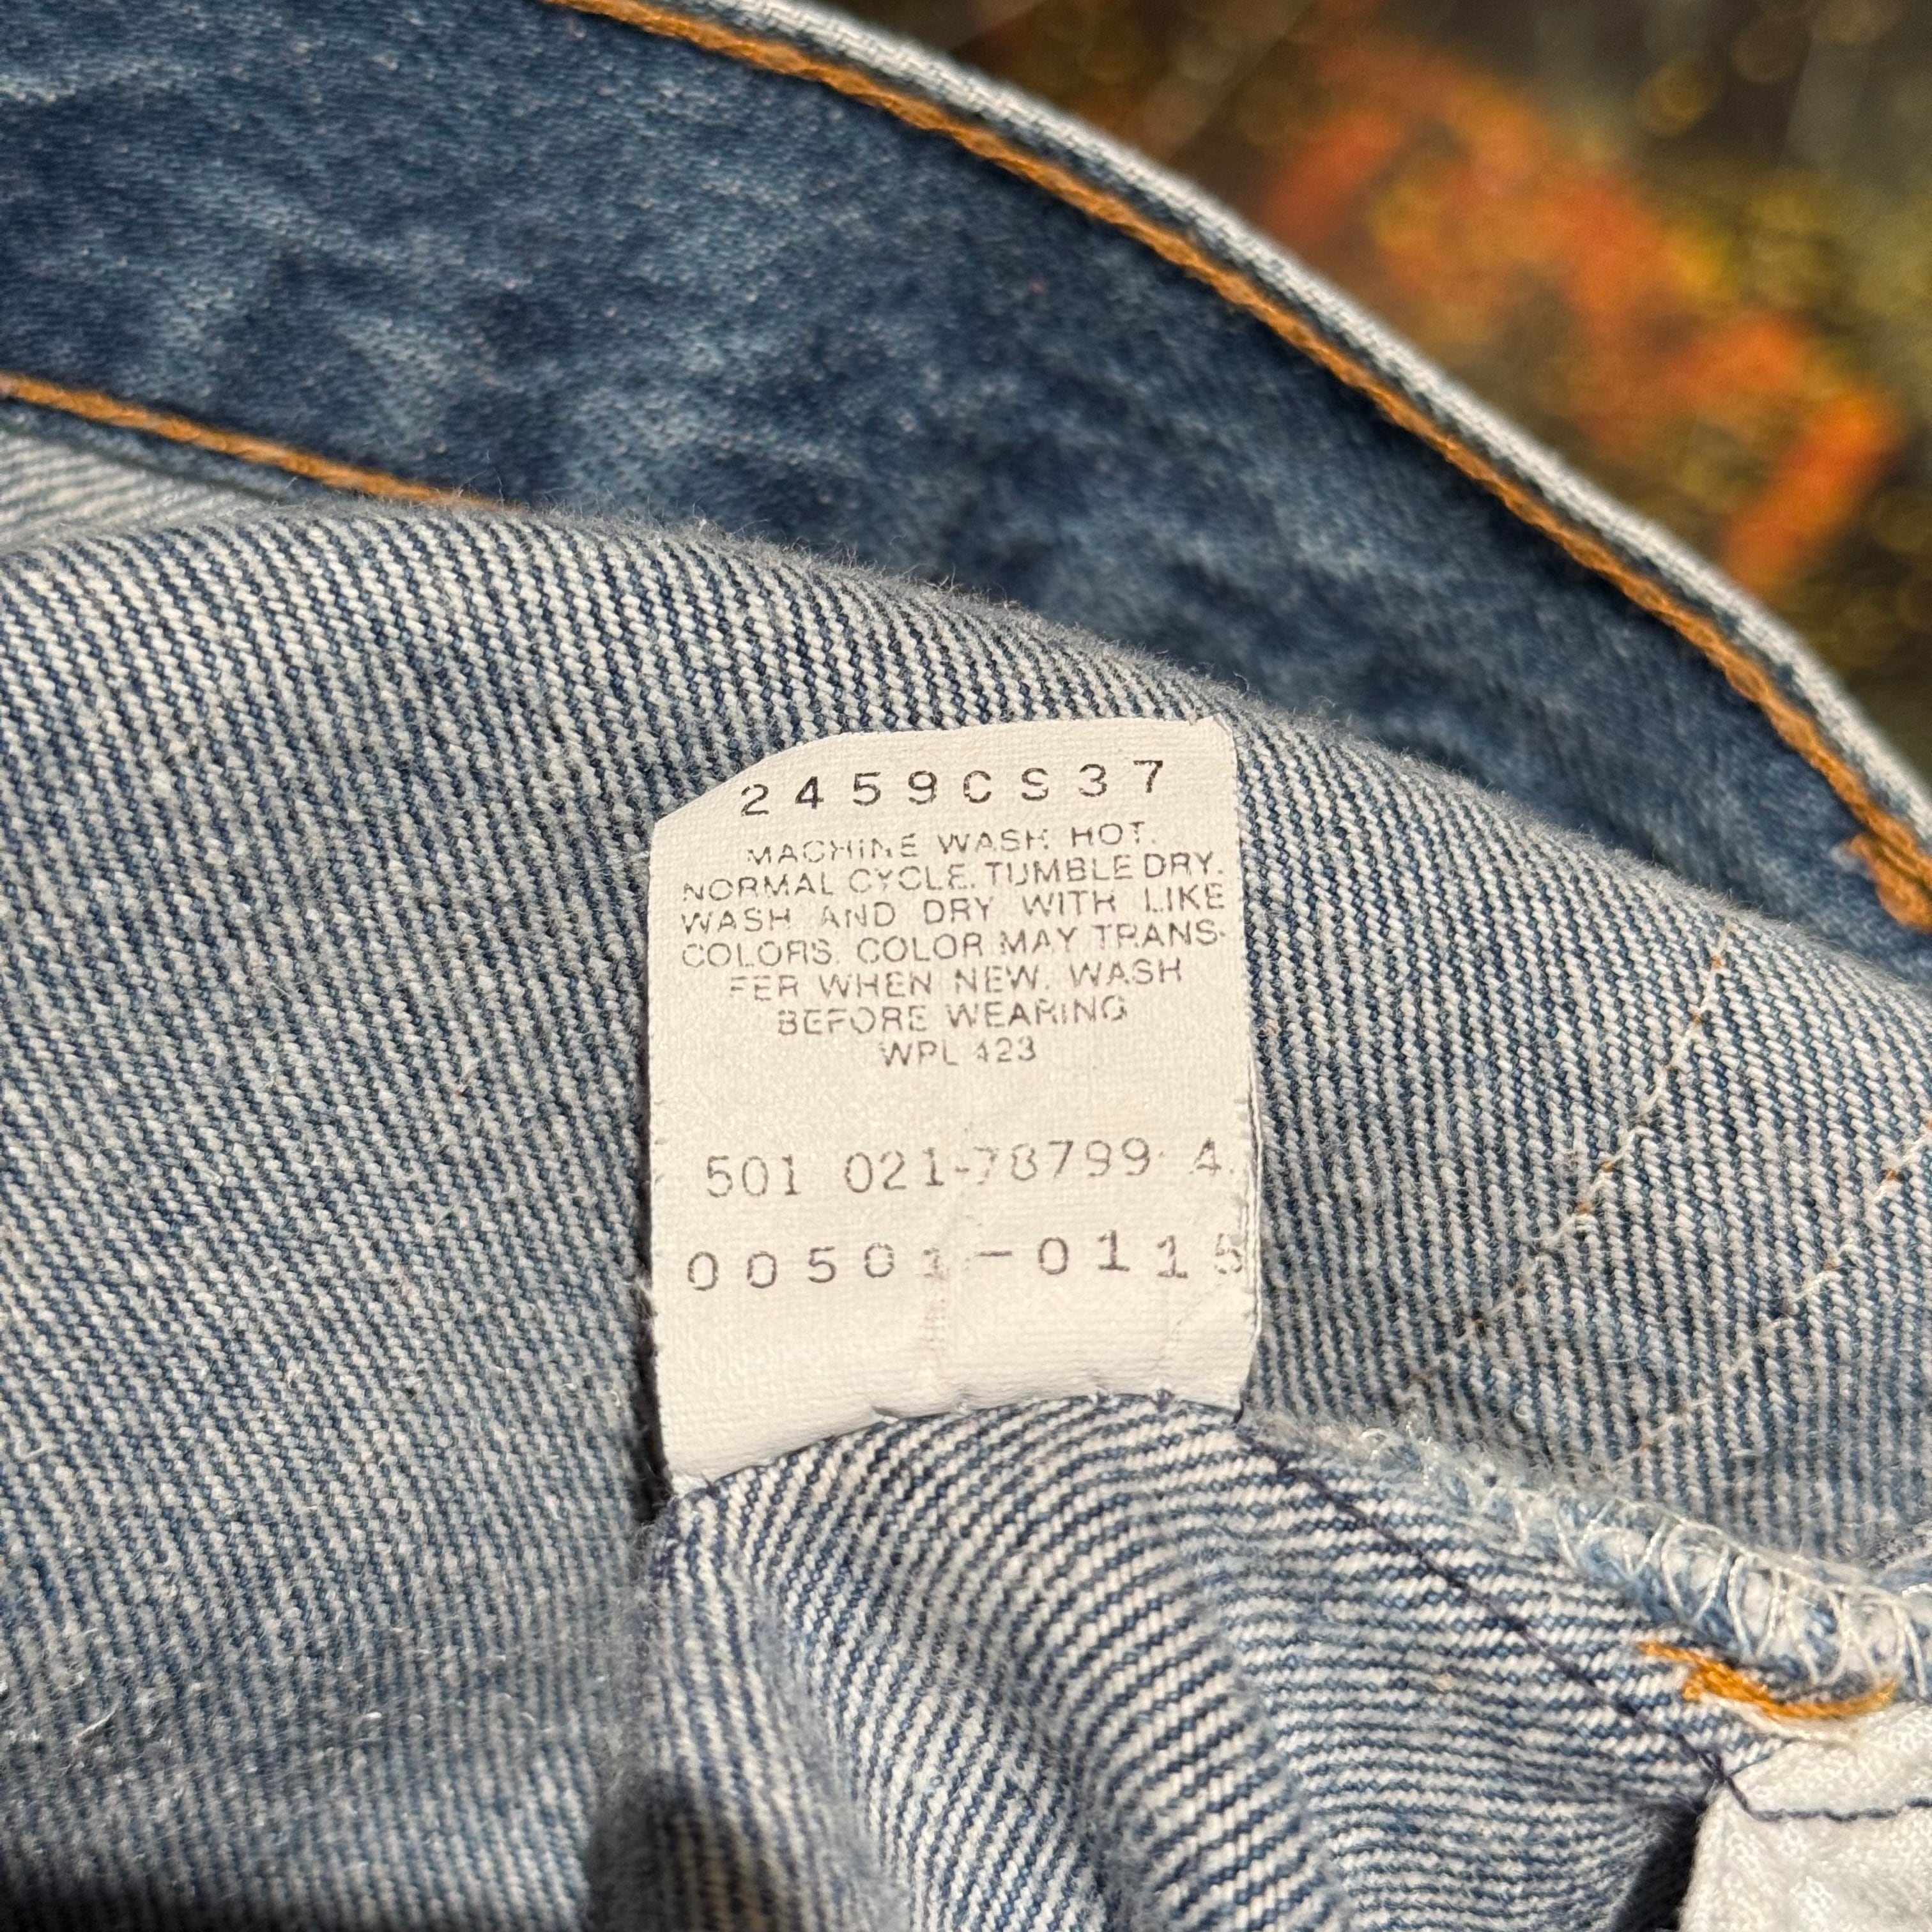 2459CS37
MACHINE WASH HOT.
NORMAL CYCLE. TUMBLE DRY.
WASH AND DRY WITH LIKE
COLORS. COLOR MAY TRANS-
FER WHEN NEW. WASH
BEFORE WEARING
WPL 423
501 021-78799 A
00501-0115